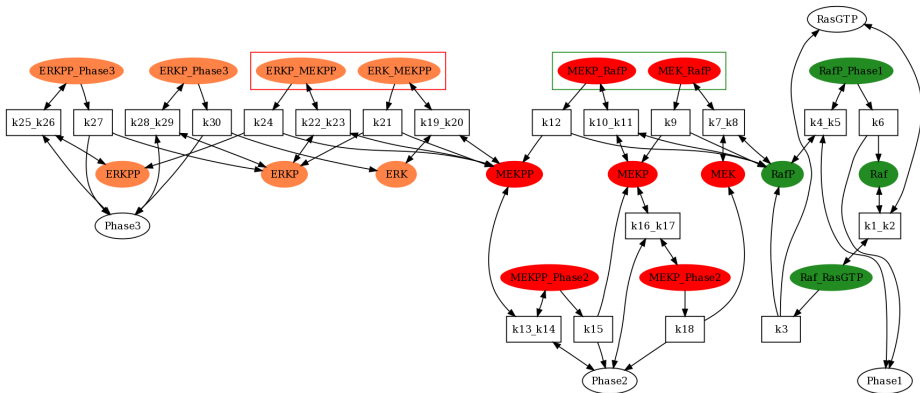 RasGTP
ERKPP_Phase3
ERKP_Phase3
ERKP_MEKPP
ERK_MEKPP
MEKP_RafP
MEK_RafP
RafP_Phase1
k25_k26
k27
k28_k29
k30
k24
k22_k23
k21
k19_k20
k12
k10_k11
k9
k7_k8
k4_k5
k6
ERKPP
ERKP
ERK
MEKPP
MEKP
MEK
RafP
Raf
Phase3
k16_k17
k1_k2
MEKPP_Phase2
MEKP_Phase2
Raf_RasGTP
k13_k14
k15
k18
k3
Phase2
Phase1